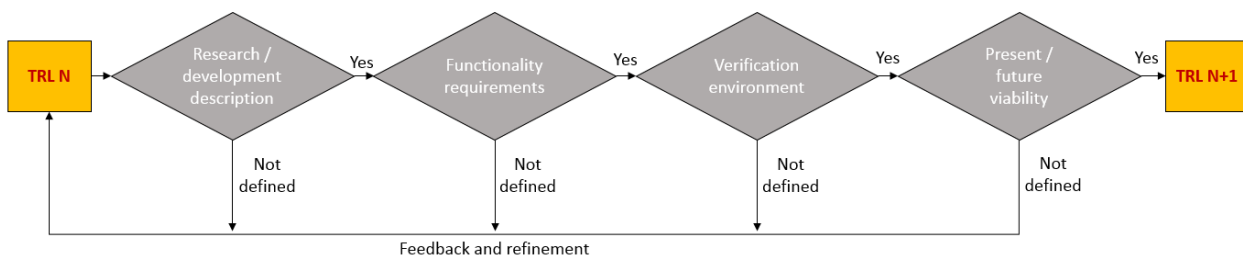 TRL N
Research /
development
description
Yes
Functionality
requirements
Yes
Verification
environment
Yes
Present /
future
viability
Yes
TRL N+1
Not
defined
Not
defined
Not
defined
Not
defined
Feedback and refinement